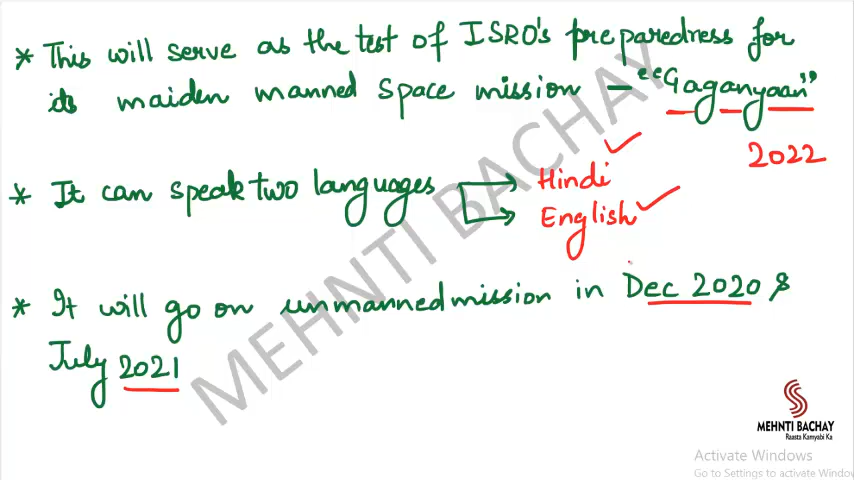 * This will serve as the test of ISRO's preparedness for
its maiden manned space mission – "Gaganyaan"
2022
* It can speak two languages → Hindi ✓
→ English ✓
* It will go on unmanned mission in Dec 2020 &
July 2021
MEHNTI BACHAY
MEHNTI BACHAY
Raasta Kamyabi Ka
Activate Windows
Go to Settings to activate Window